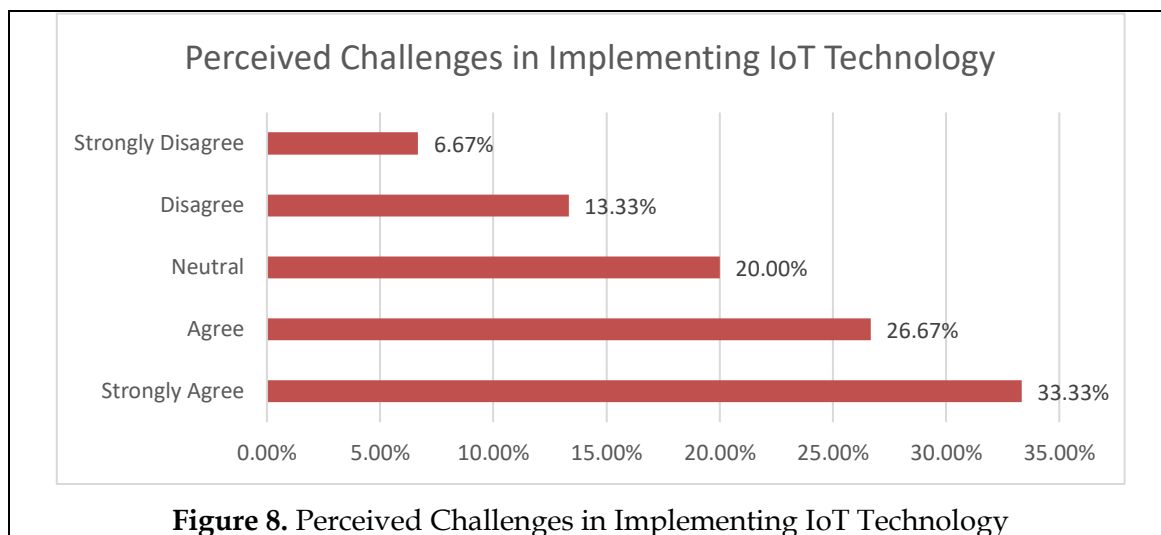 Perceived Challenges in Implementing IoT Technology
Strongly Disagree 6.67%
Disagree 13.33%
Neutral 20.00%
Agree 26.67%
Strongly Agree 33.33%
0.00% 5.00% 10.00% 15.00% 20.00% 25.00% 30.00% 35.00%
Figure 8. Perceived Challenges in Implementing IoT Technology